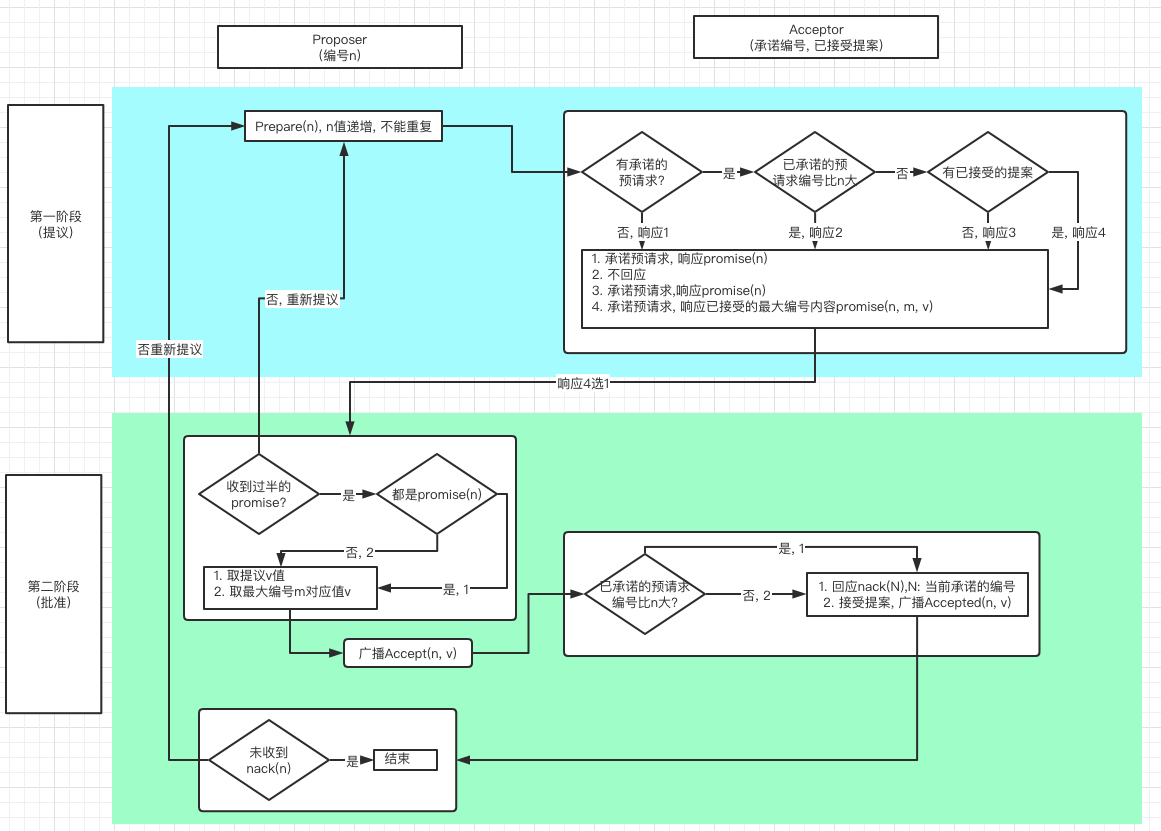 Proposer
(编号n)
Acceptor
(承诺编号, 已接受提案)
第一阶段
(提议)
Prepare(n), n值递增, 不能重复
有承诺的
预请求?
是
已承诺的预
请求编号比n大
否
有已接受的提案
否, 响应1
是, 响应2
否, 响应3
是, 响应4
1. 承诺预请求, 响应promise(n)
2. 不回应
3. 承诺预请求,响应promise(n)
4. 承诺预请求, 响应已接受的最大编号内容promise(n, m, v)
否, 重新提议
否重新提议
响应4选1
第二阶段
(批准)
收到过半的
promise?
是
都是promise(n)
否, 2
是, 1
1. 取提议v值
2. 取最大编号m对应值v
广播Accept(n, v)
已承诺的预请求
编号比n大?
是, 1
否, 2
1. 回应nack(N),N: 当前承诺的编号
2. 接受提案, 广播Accepted(n, v)
未收到
nack(n)
是
结束